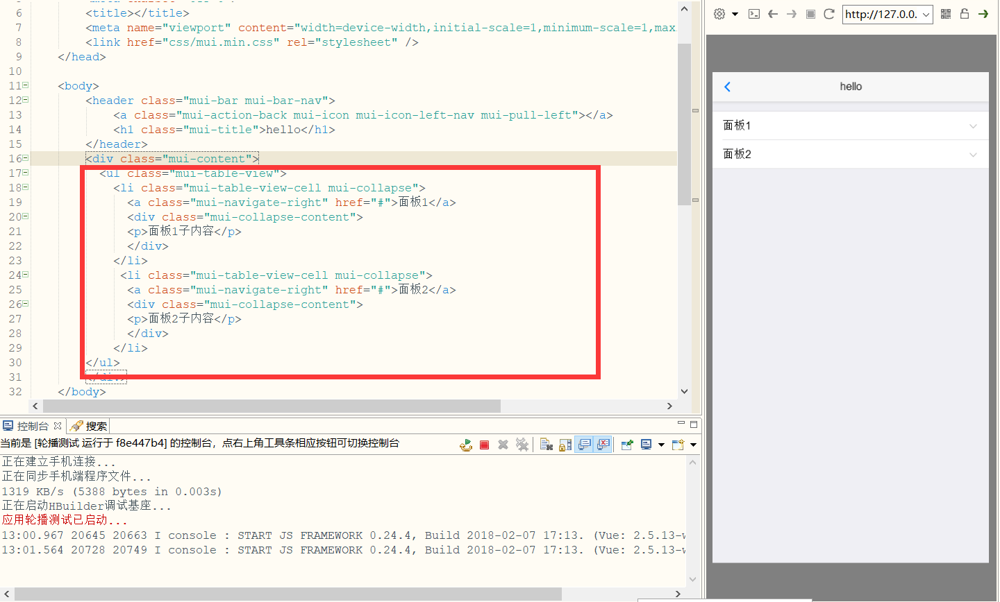 6 <title></title>
7 <meta name="viewport" content="width=device-width,initial-scale=1,minimum-scale=1,max
8 <link href="css/mui.min.css" rel="stylesheet" />
9 </head>
10
11 <body>
12 <header class="mui-bar mui-bar-nav">
13 <a class="mui-action-back mui-icon mui-icon-left-nav mui-pull-left"></a>
14 <h1 class="mui-title">hello</h1>
15 </header>
16 <div class="mui-content">
17 <ul class="mui-table-view">
18 <li class="mui-table-view-cell mui-collapse">
19 <a class="mui-navigate-right" href="#">面板1</a>
20 <div class="mui-collapse-content">
21 <p>面板1子内容</p>
22 </div>
23 </li>
24 <li class="mui-table-view-cell mui-collapse">
25 <a class="mui-navigate-right" href="#">面板2</a>
26 <div class="mui-collapse-content">
27 <p>面板2子内容</p>
28 </div>
29 </li>
30 </ul>
31 </div>
32 </body>
控制台 搜索
当前是 [轮播测试 运行于 f8e447b4] 的控制台，点右上角工具条相应按钮可切换控制台
正在建立手机连接...
正在同步手机端程序文件...
1319 KB/s (5388 bytes in 0.003s)
正在启动HBuilder调试基座...
应用轮播测试已启动...
13:00.967 20645 20663 I console : START JS FRAMEWORK 0.24.4, Build 2018-02-07 17:13. (Vue: 2.5.13-w
13:01.564 20728 20749 I console : START JS FRAMEWORK 0.24.4, Build 2018-02-07 17:13. (Vue: 2.5.13-w
http://127.0.0.
hello
面板1
面板2